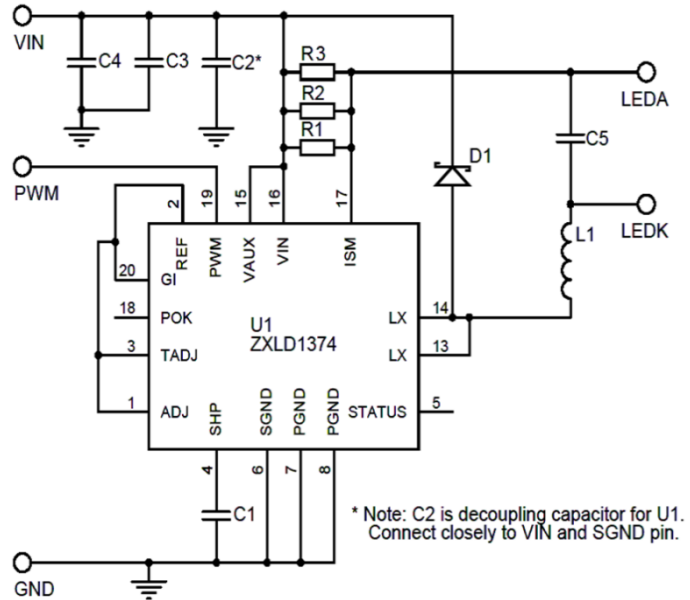 VIN
C4
C3
C2*
R3
R2
R1
LEDA
C5
D1
PWM
LEDK
L1
2
19
15
16
17
REF
PWM
VAUX
VIN
ISM
20
GI
18
POK
U1
ZXLD1374
LX
14
3
TADJ
LX
13
1
ADJ
SHP
SGND
PGND
PGND
STATUS
5
4
6
7
8
C1
* Note: C2 is decoupling capacitor for U1.
Connect closely to VIN and SGND pin.
GND